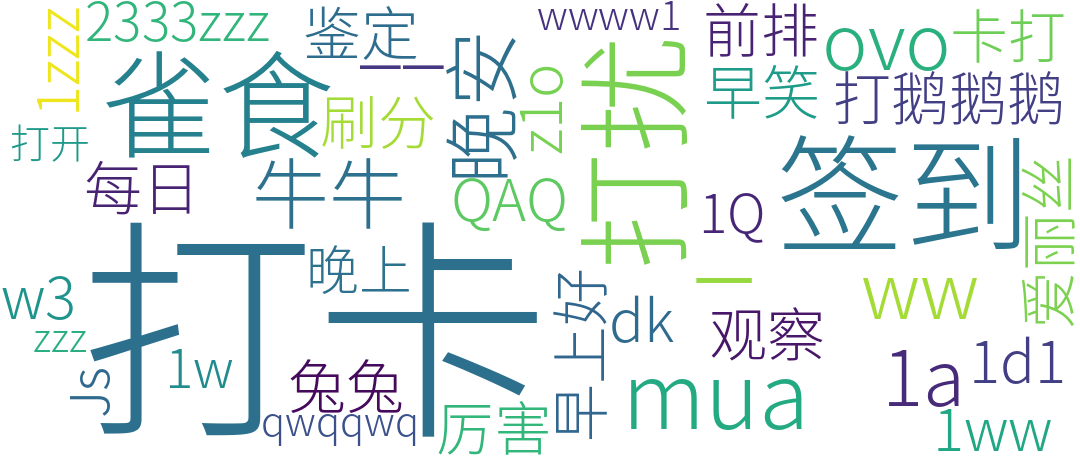 2333zzz
鉴定
wwww1
前排
ovo
卡打
1zzz
雀食
一一
晚安
z1o
打扰
早笑
打鹅鹅鹅
打开
刷分
每日
牛牛
QAQ
1Q
签到
爱丽丝
打卡
w3
zzz
晚上
早上好
dk
一
ww
观察
Js
1w
兔兔
qwqqwq
厉害
mua
1a
1d1
1ww